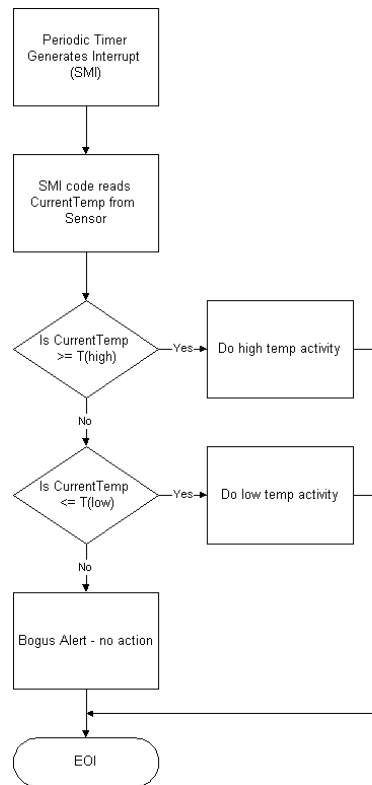 Periodic Timer
Generates Interrupt
(SMI)
SMI code reads
CurrentTemp from
Sensor
Is CurrentTemp
>= T(high)
Yes
Do high temp activity
No
Is CurrentTemp
<= T(low)
Yes
Do low temp activity
No
Bogus Alert - no action
EOI